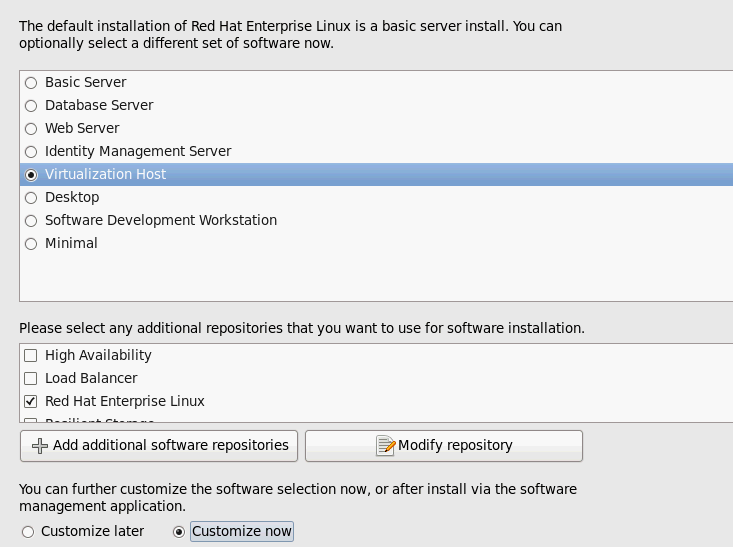 The default installation of Red Hat Enterprise Linux is a basic server install. You can
optionally select a different set of software now.
Basic Server
Database Server
Web Server
Identity Management Server
Virtualization Host
Desktop
Software Development Workstation
Minimal
Please select any additional repositories that you want to use for software installation.
High Availability
Load Balancer
Red Hat Enterprise Linux
Add additional software repositories
Modify repository
You can further customize the software selection now, or after install via the software
management application.
Customize later
Customize now